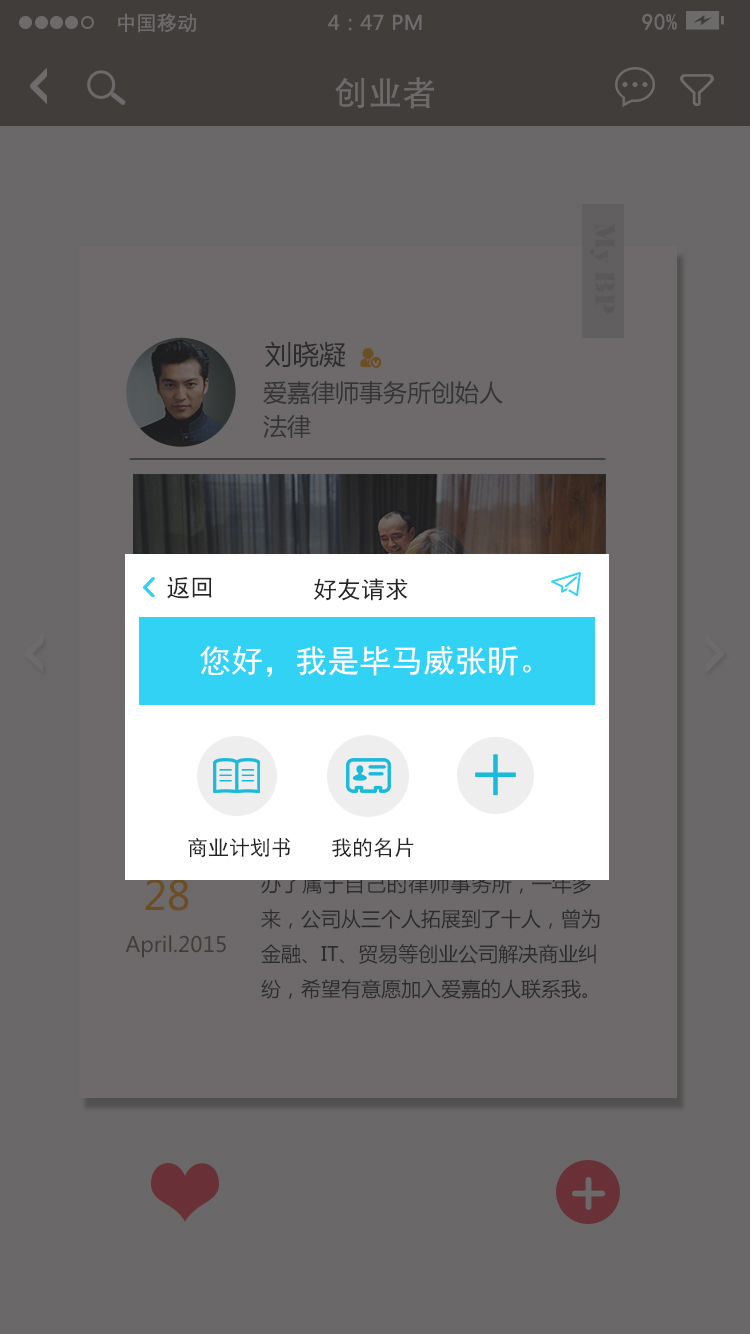 中国移动
4 : 47 PM
90%
创业者
My BP
刘晓凝
爱嘉律师事务所创始人
法律
返回
好友请求
您好，我是毕马威张昕。
商业计划书
我的名片
28
April.2015
办了属于自己的律师事务所，一年多
来，公司从三个人拓展到了十人，曾为
金融、IT、贸易等创业公司解决商业纠
纷，希望有意愿加入爱嘉的人联系我。